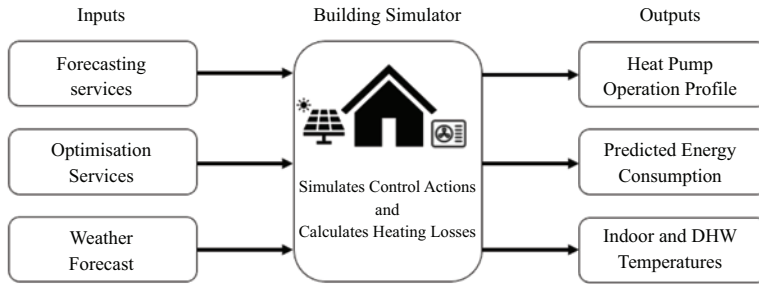 Inputs
Building Simulator
Outputs
Forecasting
services
Optimisation
Services
Weather
Forecast
Simulates Control Actions
and
Calculates Heating Losses
Heat Pump
Operation Profile
Predicted Energy
Consumption
Indoor and DHW
Temperatures